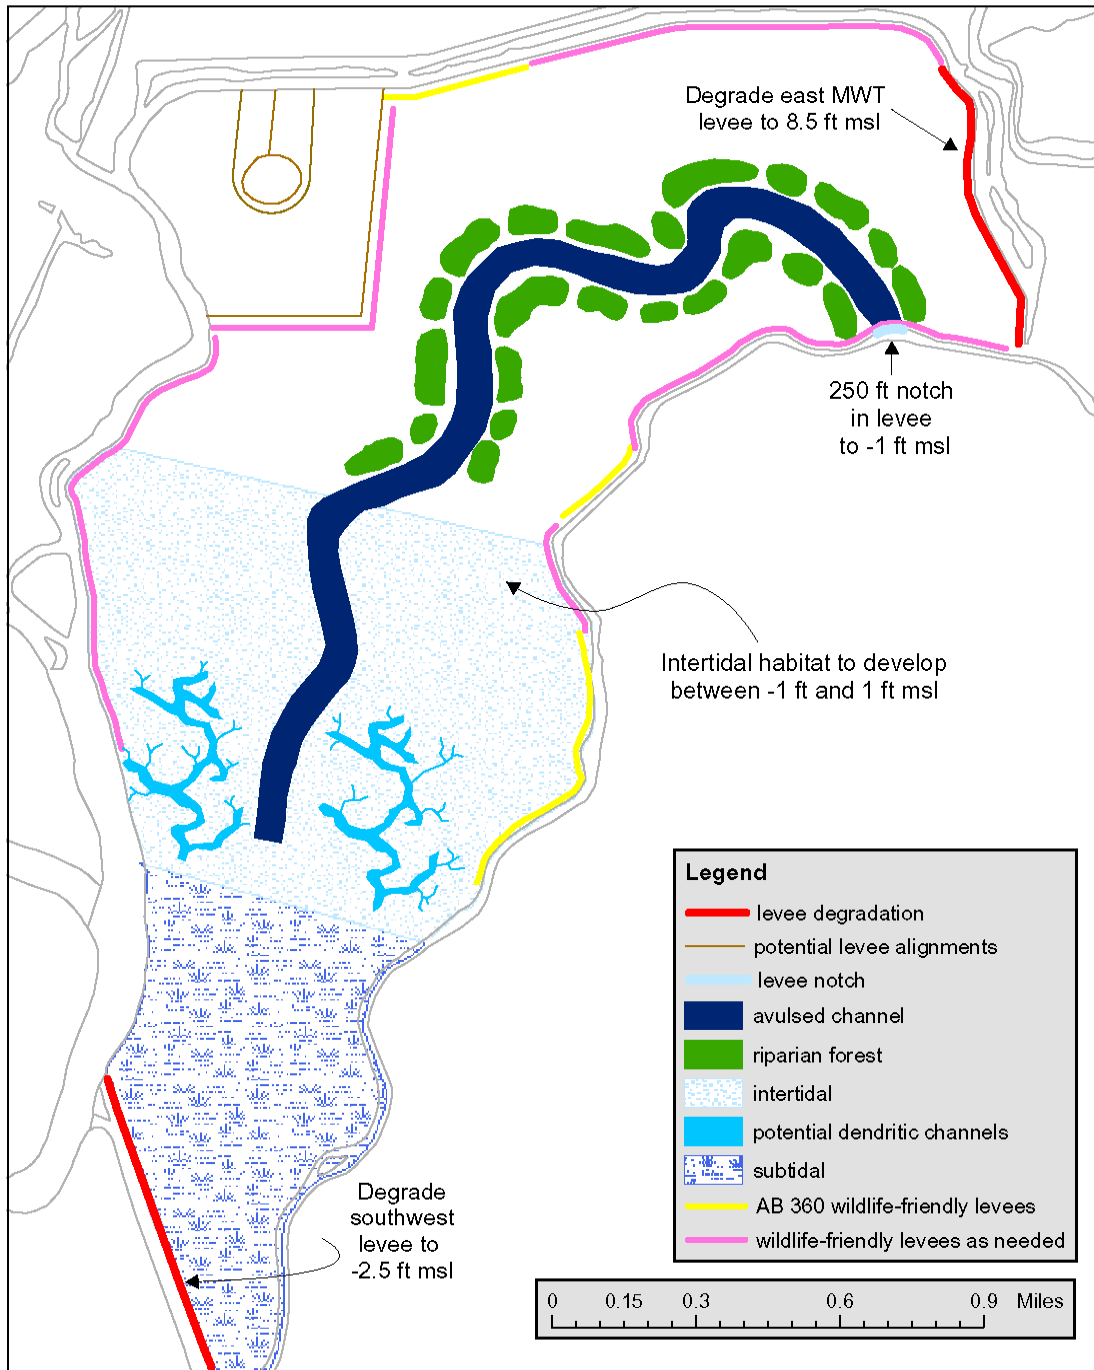 Degrade east MWT
levee to 8.5 ft msl
250 ft notch
in levee
to -1 ft msl
Intertidal habitat to develop
between -1 ft and 1 ft msl
Degrade
southwest
levee to
-2.5 ft msl
Legend
levee degradation
potential levee alignments
levee notch
avulsed channel
riparian forest
intertidal
potential dendritic channels
subtidal
AB 360 wildlife-friendly levees
wildlife-friendly levees as needed
0 0.15 0.3 0.6 0.9 Miles